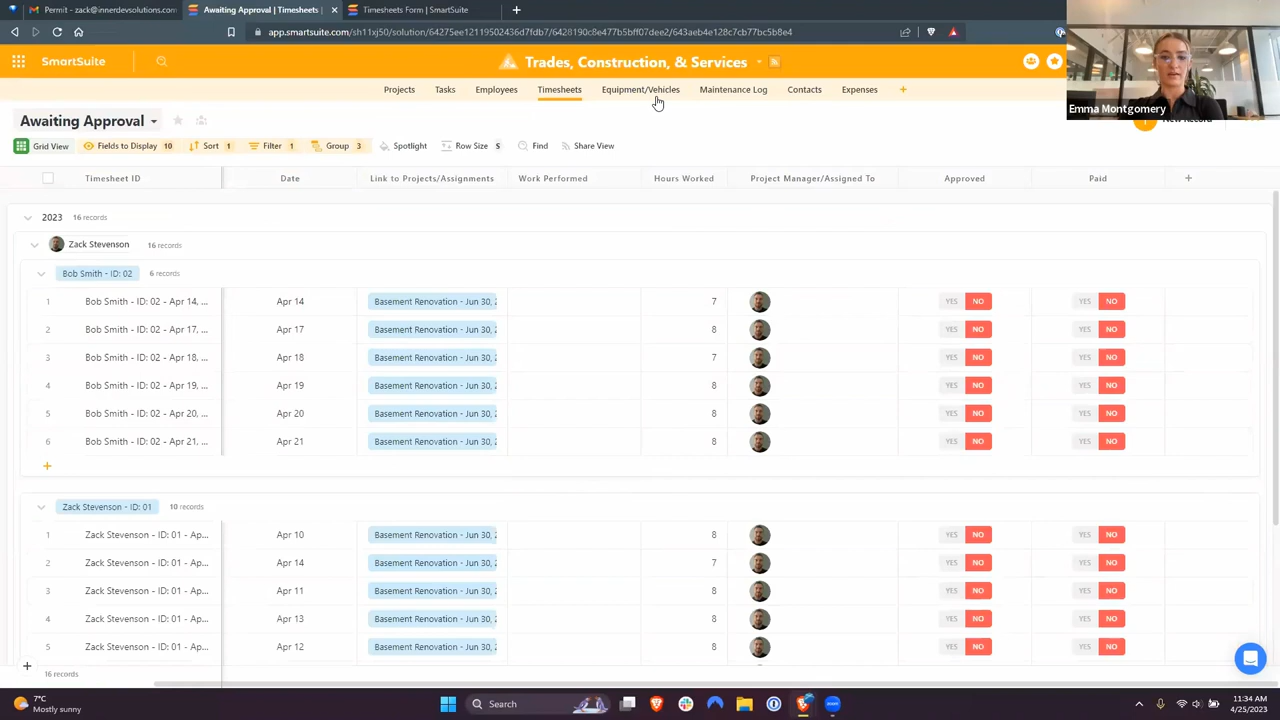 Permit - zack@innerdevsolutions.com
Awaiting Approval | Timesheets |
Timesheets Form | SmartSuite
app.smartsuite.com/sh11xj50/solution/64275ee12119502436d7fdb7/6428190c8e477b5bff07dee2/643aeb4e128c7cb77bc5b8e4
SmartSuite
Trades, Construction, & Services
Projects Tasks Employees Timesheets Equipment/Vehicles Maintenance Log Contacts Expenses
Emma Montgomery
Awaiting Approval
New Record
Grid View Fields to Display 10 Sort 1 Filter 1 Group 3 Spotlight Row Size S Find Share View
Timesheet ID Date Link to Projects/Assignments Work Performed Hours Worked Project Manager/Assigned To Approved Paid
2023 16 records
Zack Stevenson 16 records
Bob Smith - ID: 02 6 records
1 Bob Smith - ID: 02 - Apr 14, ... Apr 14 Basement Renovation - Jun 30, 2 7 YES NO YES NO
2 Bob Smith - ID: 02 - Apr 17, ... Apr 17 Basement Renovation - Jun 30, 2 8 YES NO YES NO
3 Bob Smith - ID: 02 - Apr 18, ... Apr 18 Basement Renovation - Jun 30, 2 7 YES NO YES NO
4 Bob Smith - ID: 02 - Apr 19, ... Apr 19 Basement Renovation - Jun 30, 2 8 YES NO YES NO
5 Bob Smith - ID: 02 - Apr 20, ... Apr 20 Basement Renovation - Jun 30, 2 8 YES NO YES NO
6 Bob Smith - ID: 02 - Apr 21, ... Apr 21 Basement Renovation - Jun 30, 2 8 YES NO YES NO
Zack Stevenson - ID: 01 10 records
1 Zack Stevenson - ID: 01 - Ap... Apr 10 Basement Renovation - Jun 30, 2 8 YES NO YES NO
2 Zack Stevenson - ID: 01 - Ap... Apr 14 Basement Renovation - Jun 30, 2 7 YES NO YES NO
3 Zack Stevenson - ID: 01 - Ap... Apr 11 Basement Renovation - Jun 30, 2 8 YES NO YES NO
4 Zack Stevenson - ID: 01 - Ap... Apr 13 Basement Renovation - Jun 30, 2 8 YES NO YES NO
5 Zack Stevenson - ID: 01 - Ap... Apr 12 Basement Renovation - Jun 30, 2 8 YES NO YES NO
16 records
7°C
Mostly sunny
Search
zoom
11:34 AM
4/25/2023